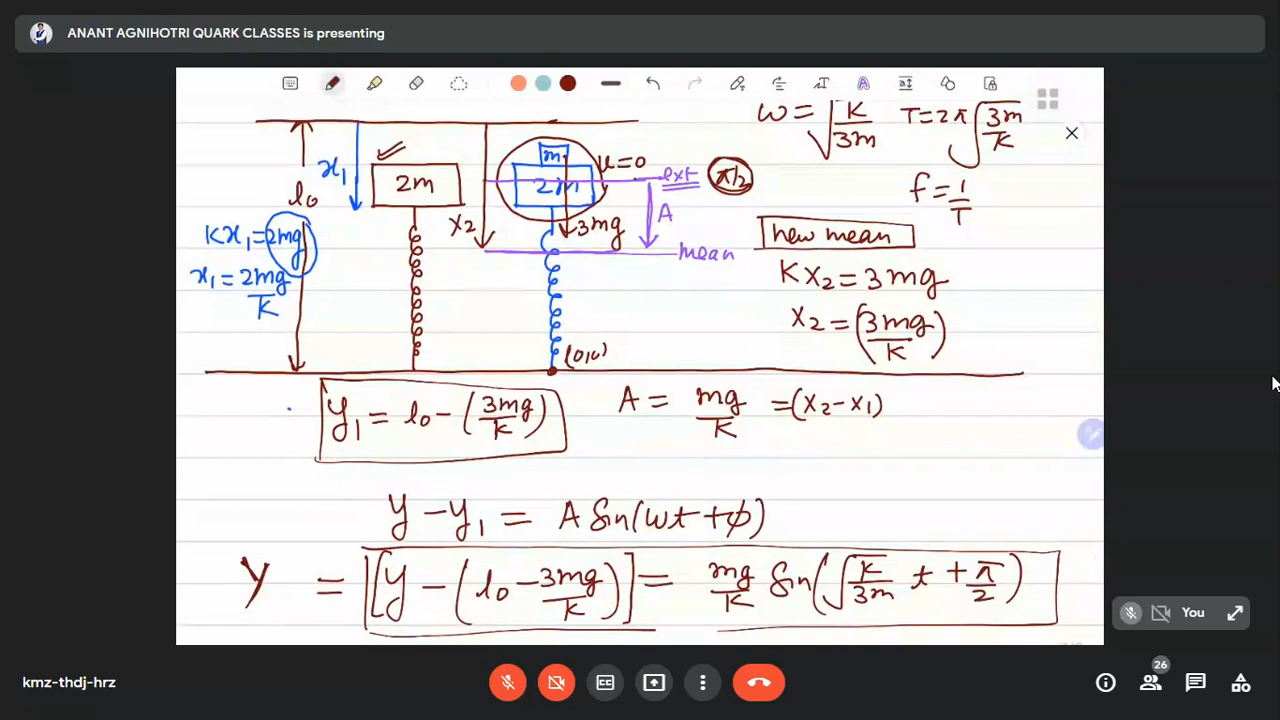 ANANT AGNIHOTRI QUARK CLASSES is presenting
ω = √(K/3m) T = 2π √(3m/K)
f = 1/T
x₁
l₀
2m
m
2m
u=0
ext
π/2
A
x₂
3mg
mean
Kx₁ = 2mg
x₁ = 2mg/K
new mean
Kx₂ = 3mg
x₂ = (3mg/K)
(0,0)
y₁ = l₀ - (3mg/K) A = mg/K = (x₂ - x₁)
y - y₁ = A Sin(ωt + φ)
y = [y - (l₀ - 3mg/K)] = mg/K Sin(√(K/3m) t + π/2)
You
kmz-thdj-hrz
CC
26